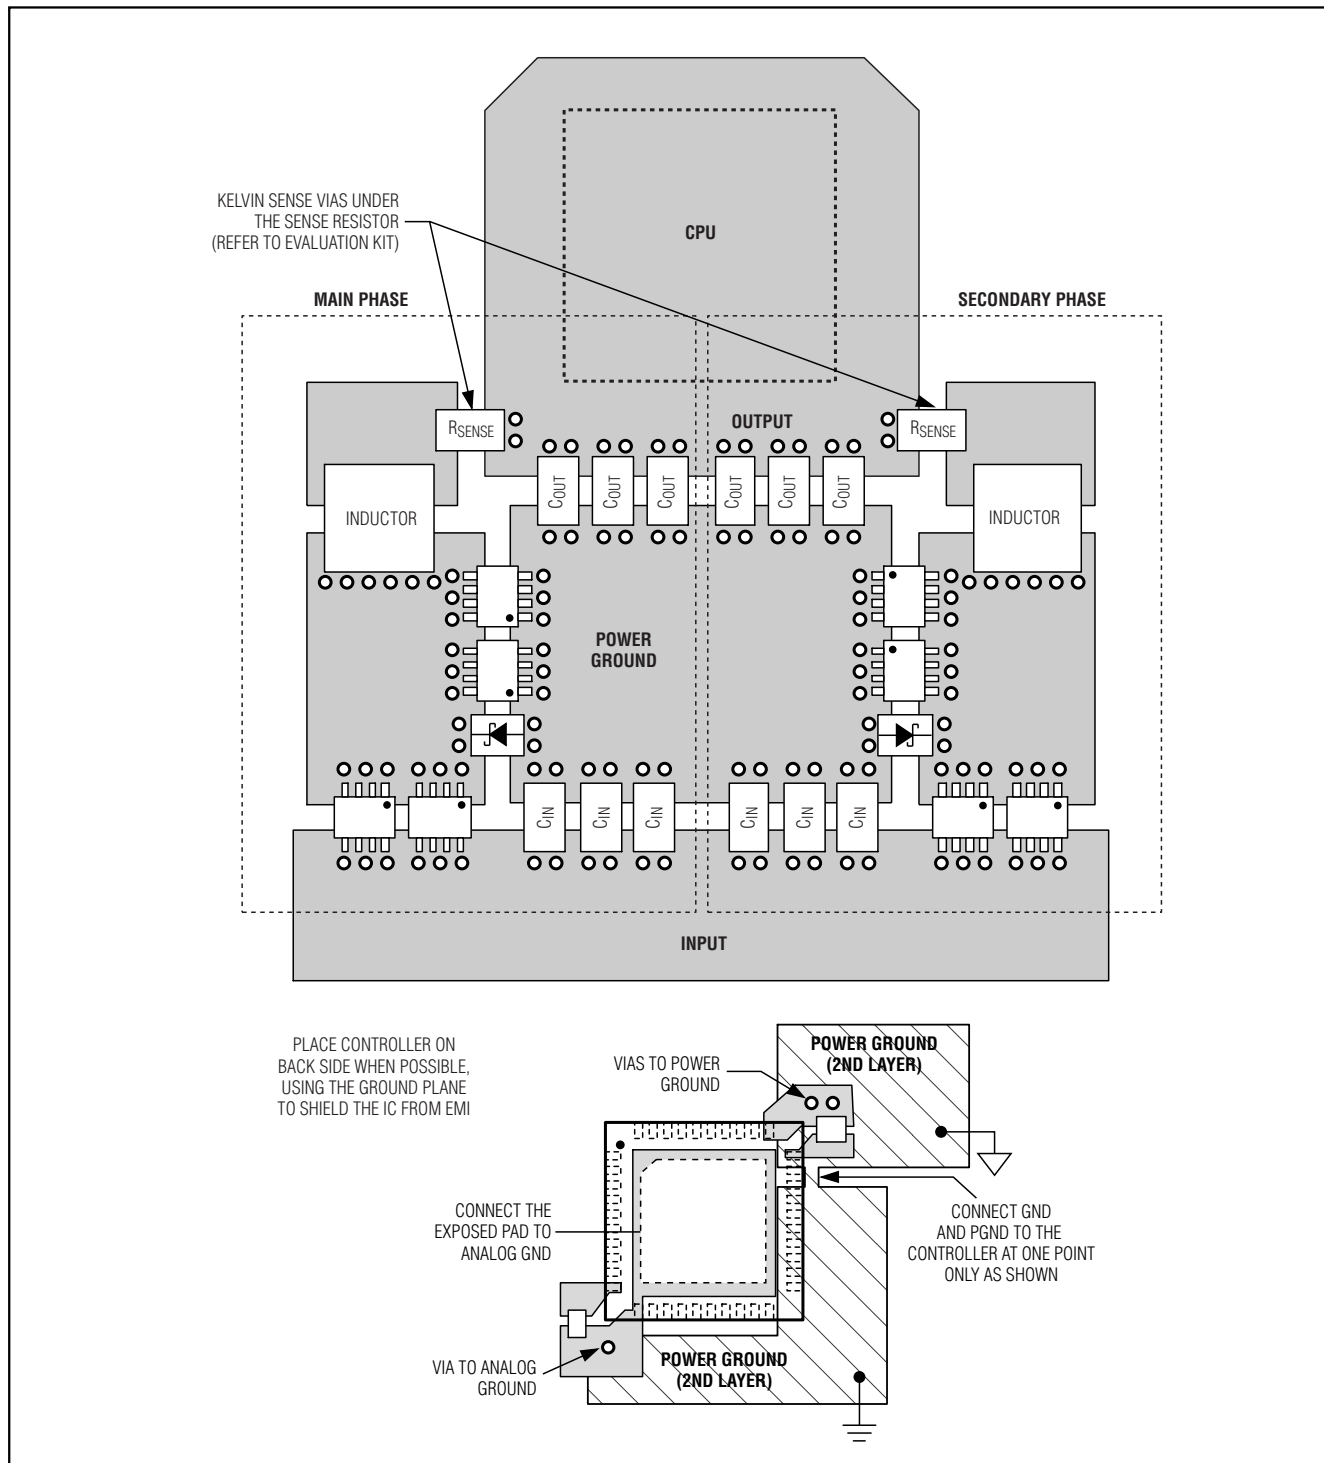 KELVIN SENSE VIAS UNDER
THE SENSE RESISTOR
(REFER TO EVALUATION KIT)
CPU
MAIN PHASE
SECONDARY PHASE
RSENSE
OUTPUT
RSENSE
INDUCTOR
COUT
COUT
COUT
COUT
COUT
COUT
INDUCTOR
POWER
GROUND
CIN
CIN
CIN
CIN
CIN
CIN
INPUT
PLACE CONTROLLER ON
BACK SIDE WHEN POSSIBLE,
USING THE GROUND PLANE
TO SHIELD THE IC FROM EMI
VIAS TO POWER
GROUND
POWER GROUND
(2ND LAYER)
CONNECT THE
EXPOSED PAD TO
ANALOG GND
CONNECT GND
AND PGND TO THE
CONTROLLER AT ONE POINT
ONLY AS SHOWN
VIA TO ANALOG
GROUND
POWER GROUND
(2ND LAYER)